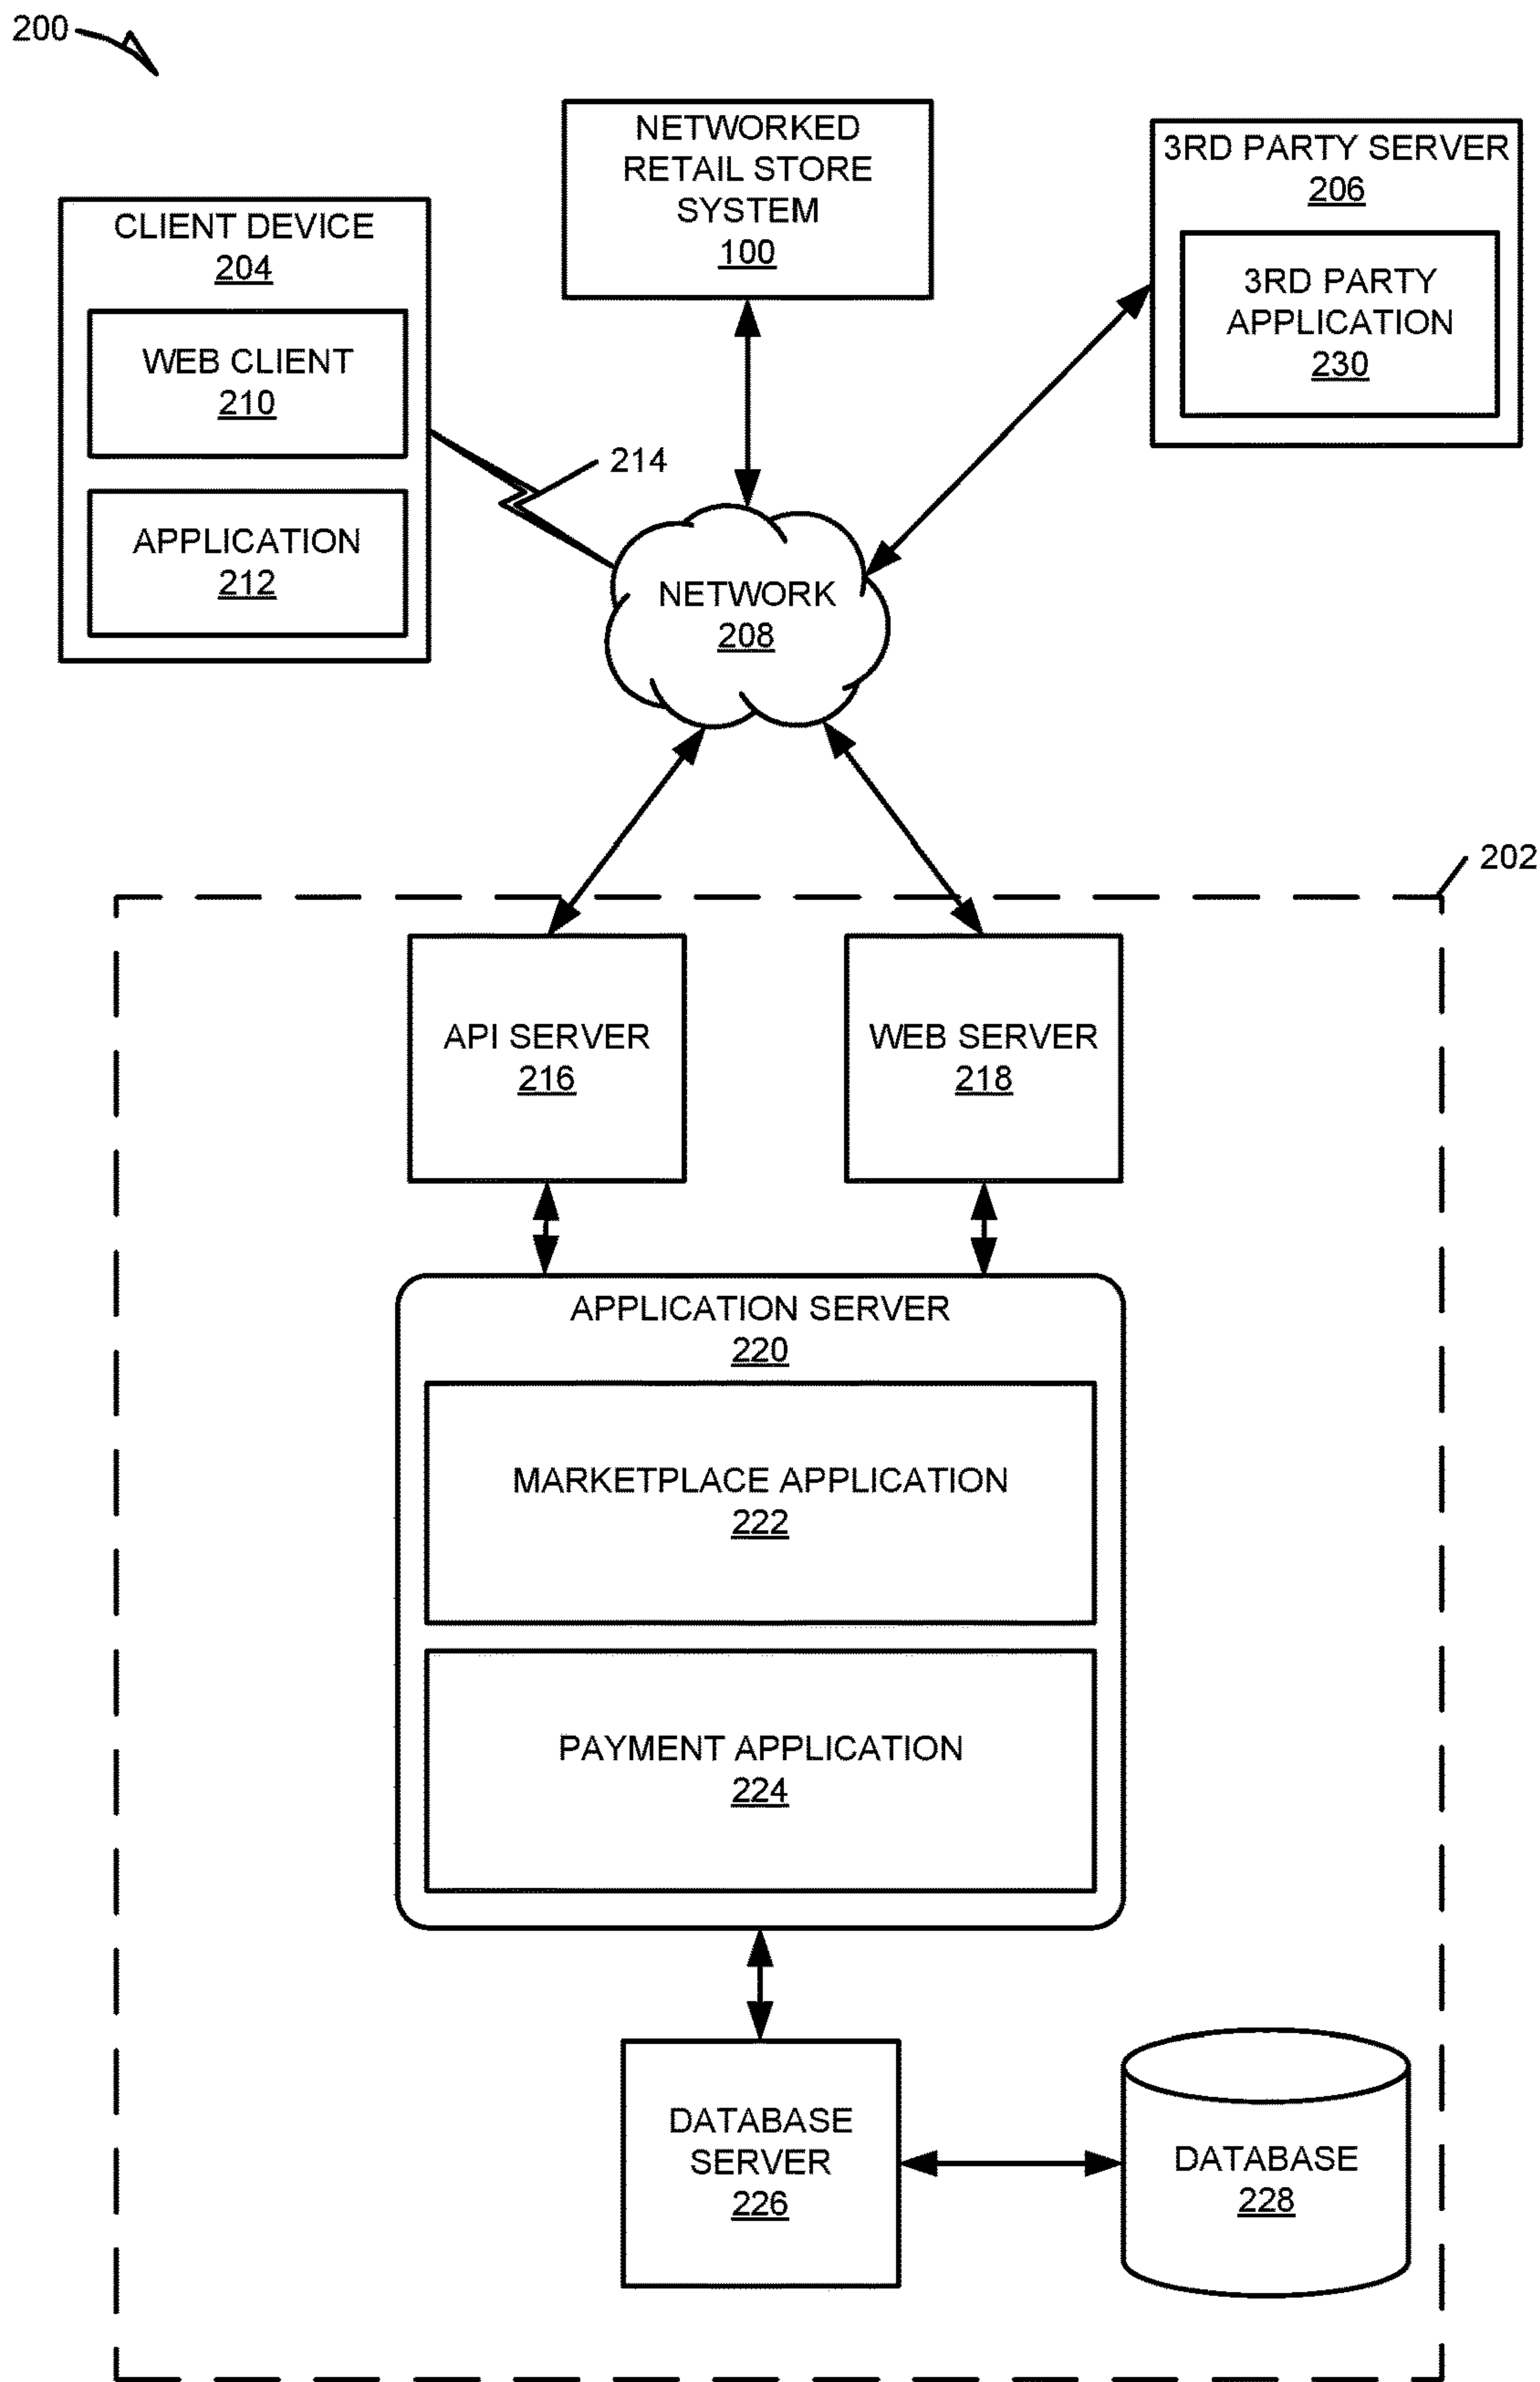 200
NETWORKED
RETAIL STORE
SYSTEM
100
3RD PARTY SERVER
206
3RD PARTY
APPLICATION
230
CLIENT DEVICE
204
WEB CLIENT
210
APPLICATION
212
214
NETWORK
208
202
API SERVER
216
WEB SERVER
218
APPLICATION SERVER
220
MARKETPLACE APPLICATION
222
PAYMENT APPLICATION
224
DATABASE
SERVER
226
DATABASE
228